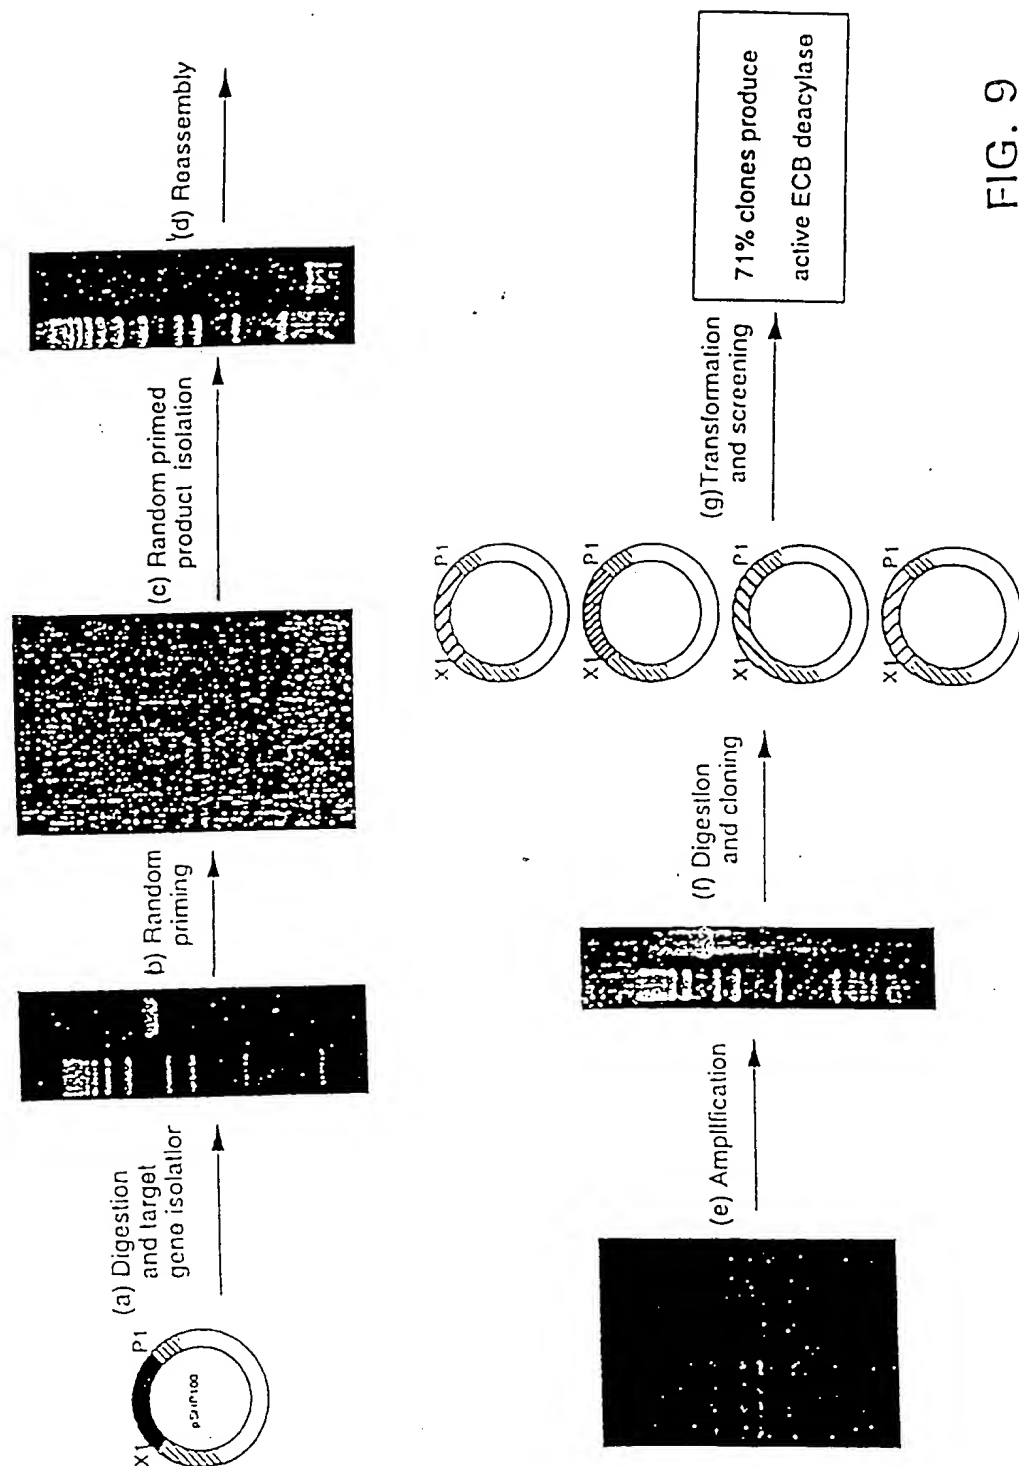 X1
P1
(a) Digestion
and target
gene isolation
b) Random
priming
(c) Random primed
product isolation
(d) Reassembly
(e) Amplification
(f) Digestion
and cloning
X1
P1
X1
P1
X1
P1
X1
P1
(g)Transformation
and screening
71% clones produce
active ECB deacylase
FIG. 9